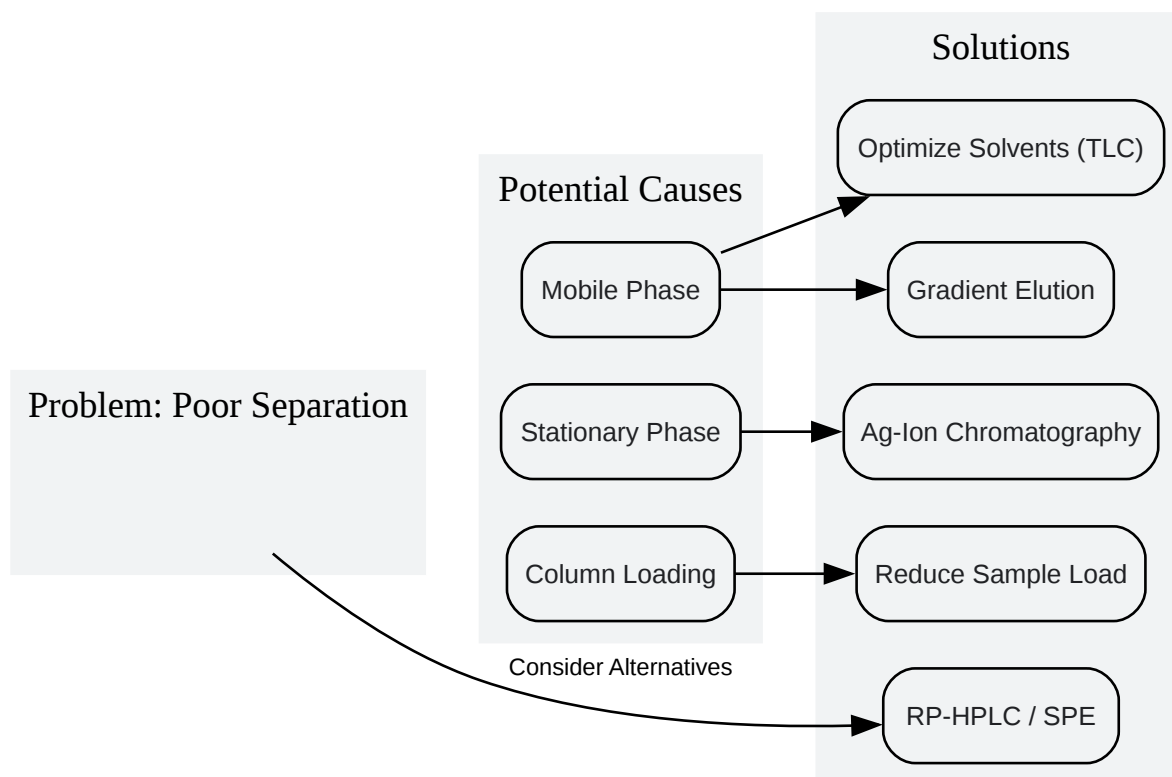 Solutions
Optimize Solvents (TLC)
Potential Causes
Mobile Phase
Gradient Elution
Problem: Poor Separation
Stationary Phase
Ag-Ion Chromatography
Column Loading
Reduce Sample Load
Consider Alternatives
RP-HPLC / SPE